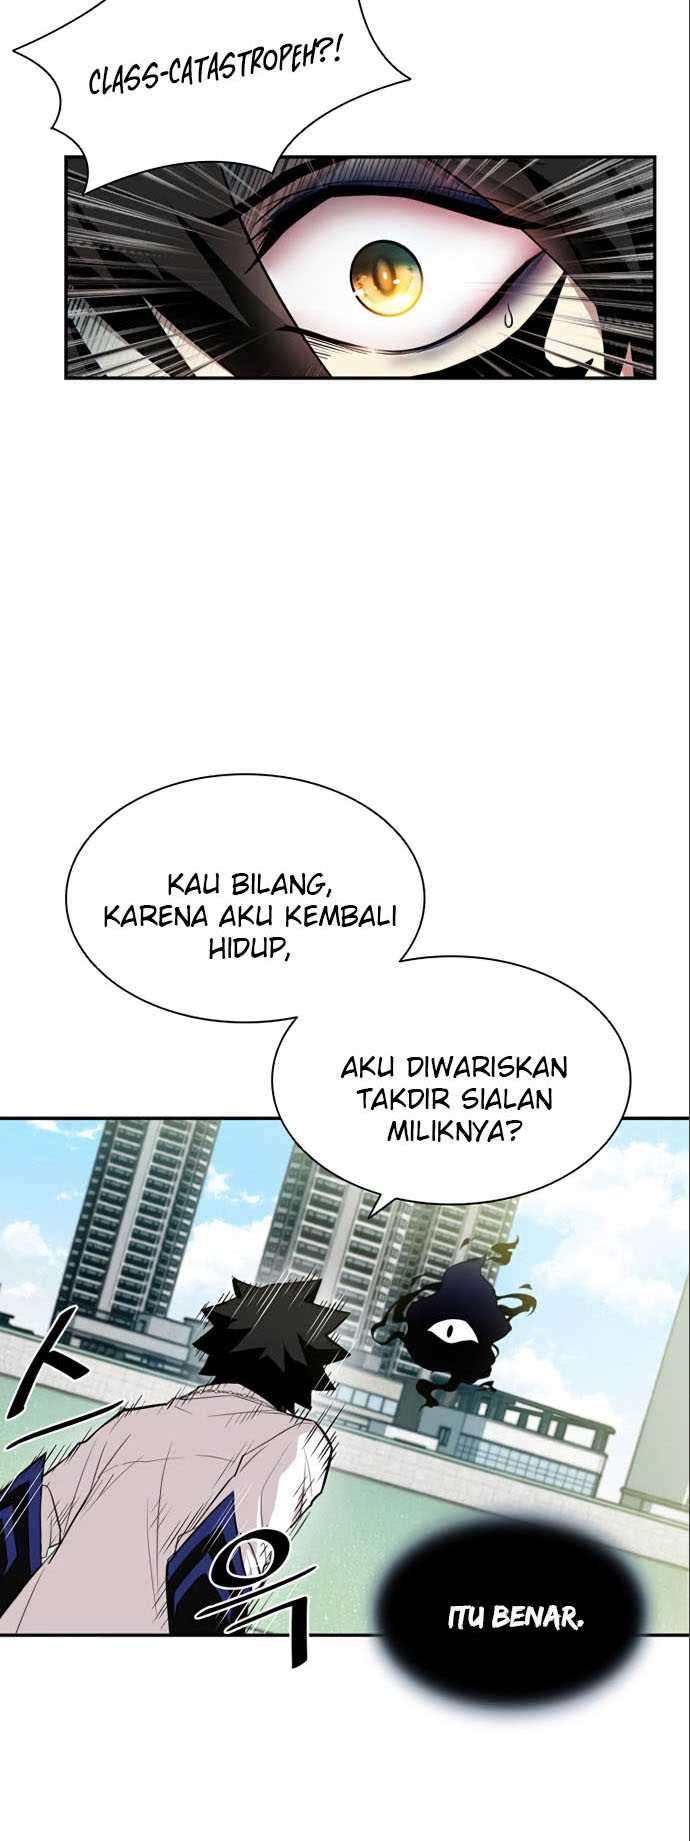 CLASS-CATASTROPEH?!
KAU BILANG,
KARENA AKU KEMBALI
HIDUP,
AKU DIWARISKAN
TAKDIR SIALAN
MILIKNYA?
ITU BENAR.